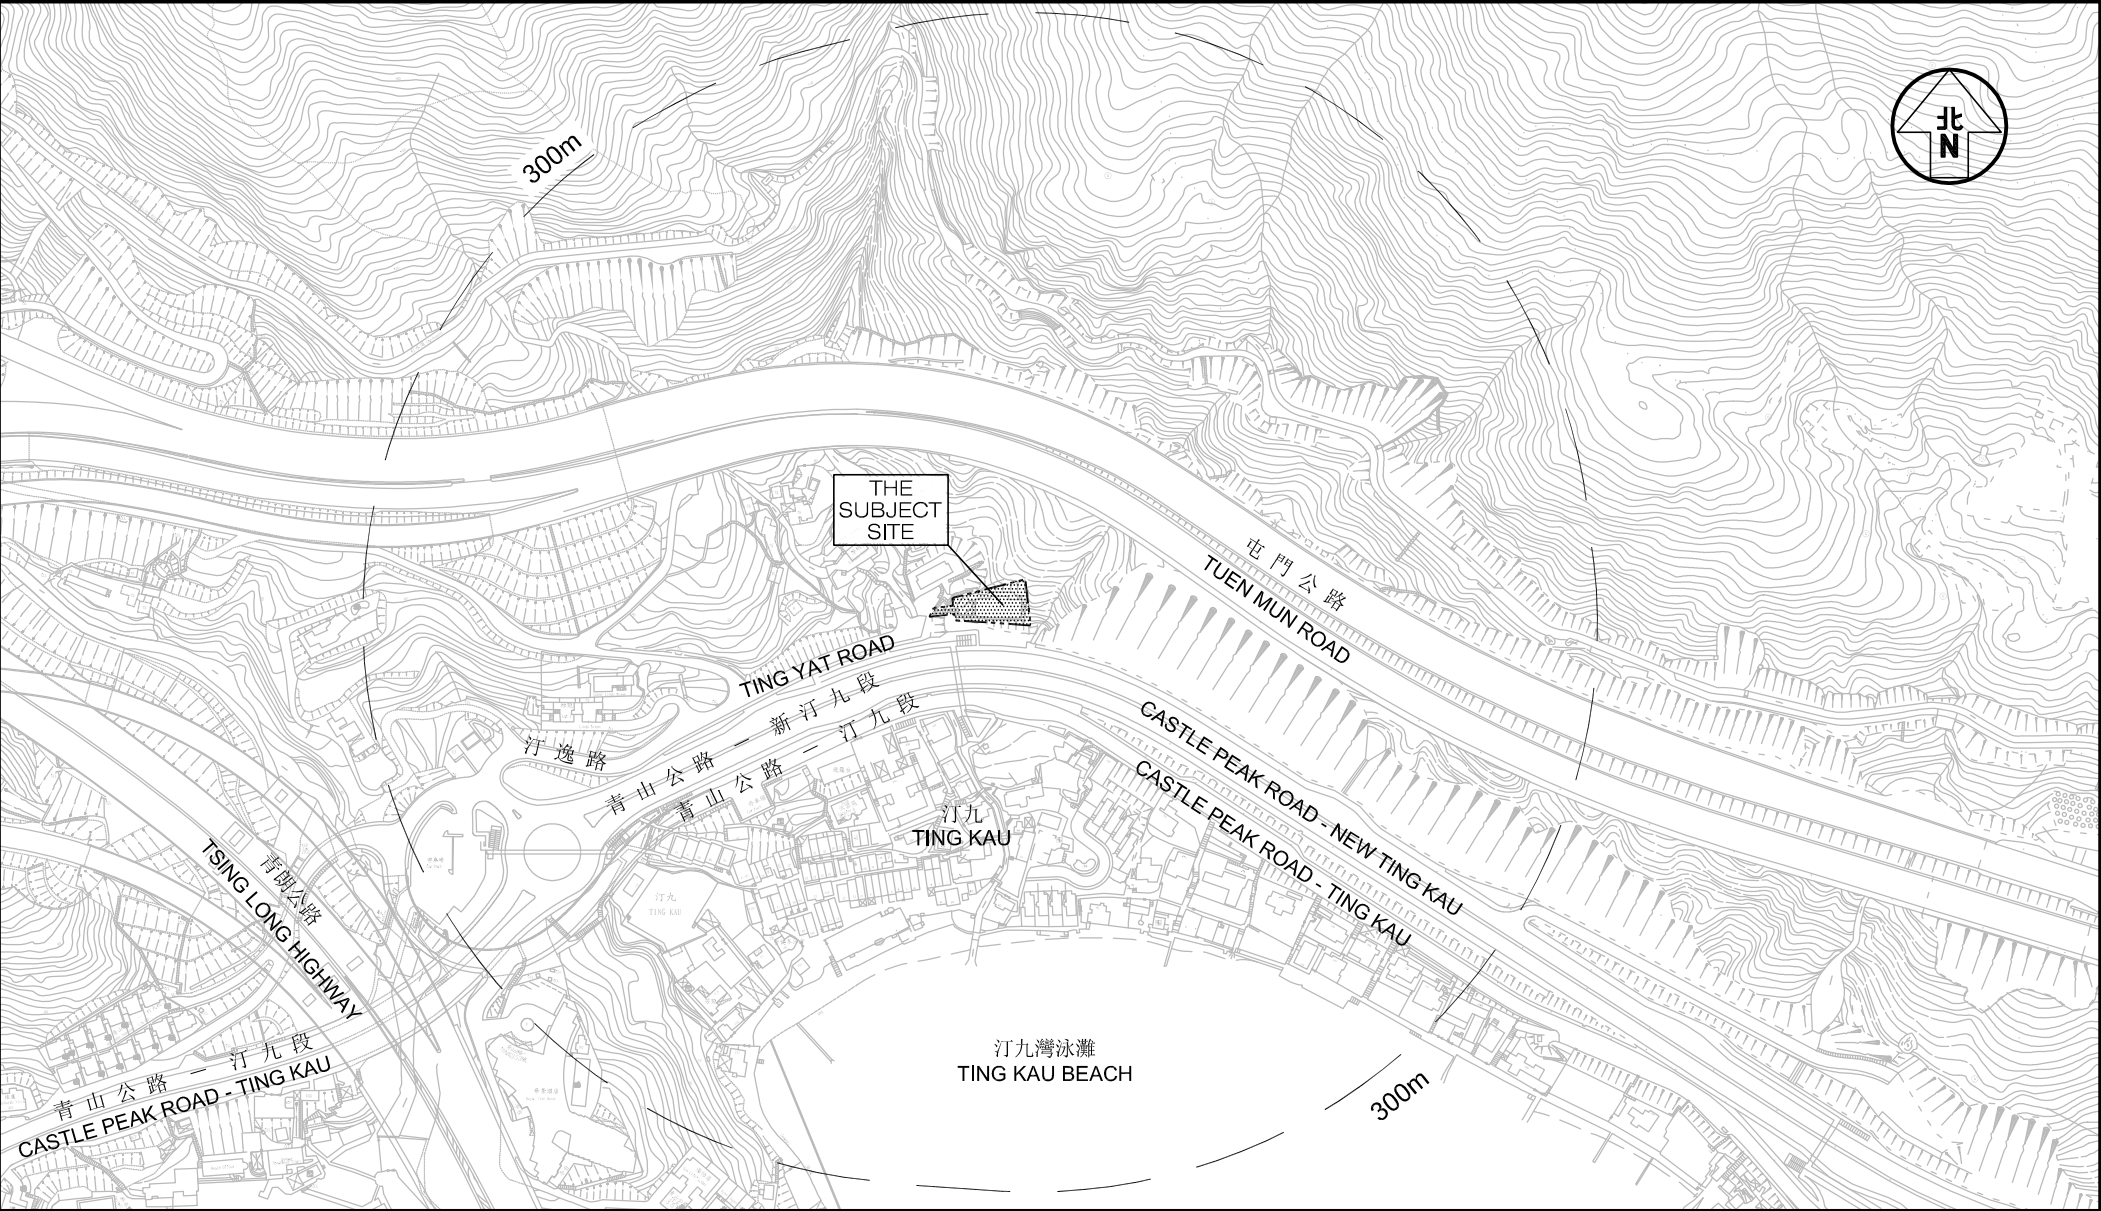 北
N
300m
THE
SUBJECT
SITE
屯門公路
TUEN MUN ROAD
TING YAT ROAD
汀逸路
青山公路 － 新汀九段
青山公路 － 汀九段
CASTLE PEAK ROAD - NEW TING KAU
CASTLE PEAK ROAD - TING KAU
汀九
TING KAU
青朗公路
TSING LONG HIGHWAY
汀九
TING KAU
青山公路 － 汀九段
CASTLE PEAK ROAD - TING KAU
汀九灣泳灘
TING KAU BEACH
300m